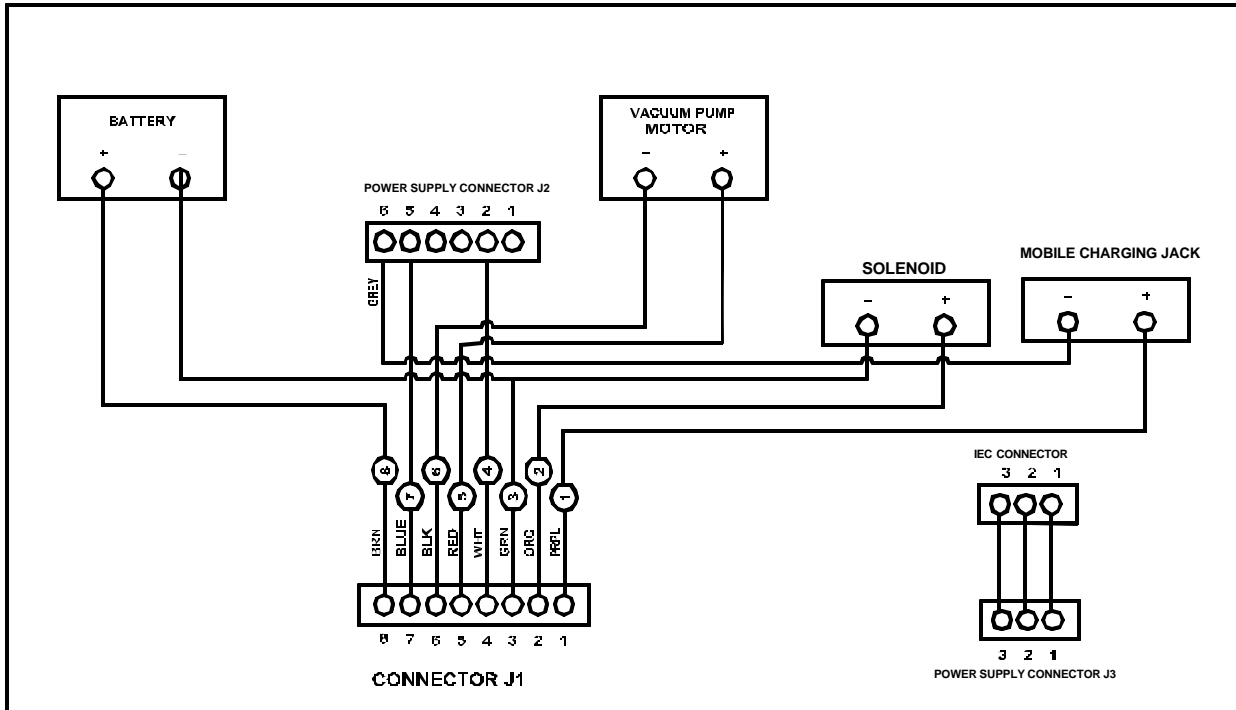 BATTERY
+ −
VACUUM PUMP
MOTOR
− +
POWER SUPPLY CONNECTOR J2
6 5 4 3 2 1
GREY
SOLENOID
− +
MOBILE CHARGING JACK
− +
8 7 6 5 4 3 2 1
BRN BLUE BLK RED WHT GRN ORG PRPL
8 7 6 5 4 3 2 1
CONNECTOR J1
IEC CONNECTOR
3 2 1
3 2 1
POWER SUPPLY CONNECTOR J3